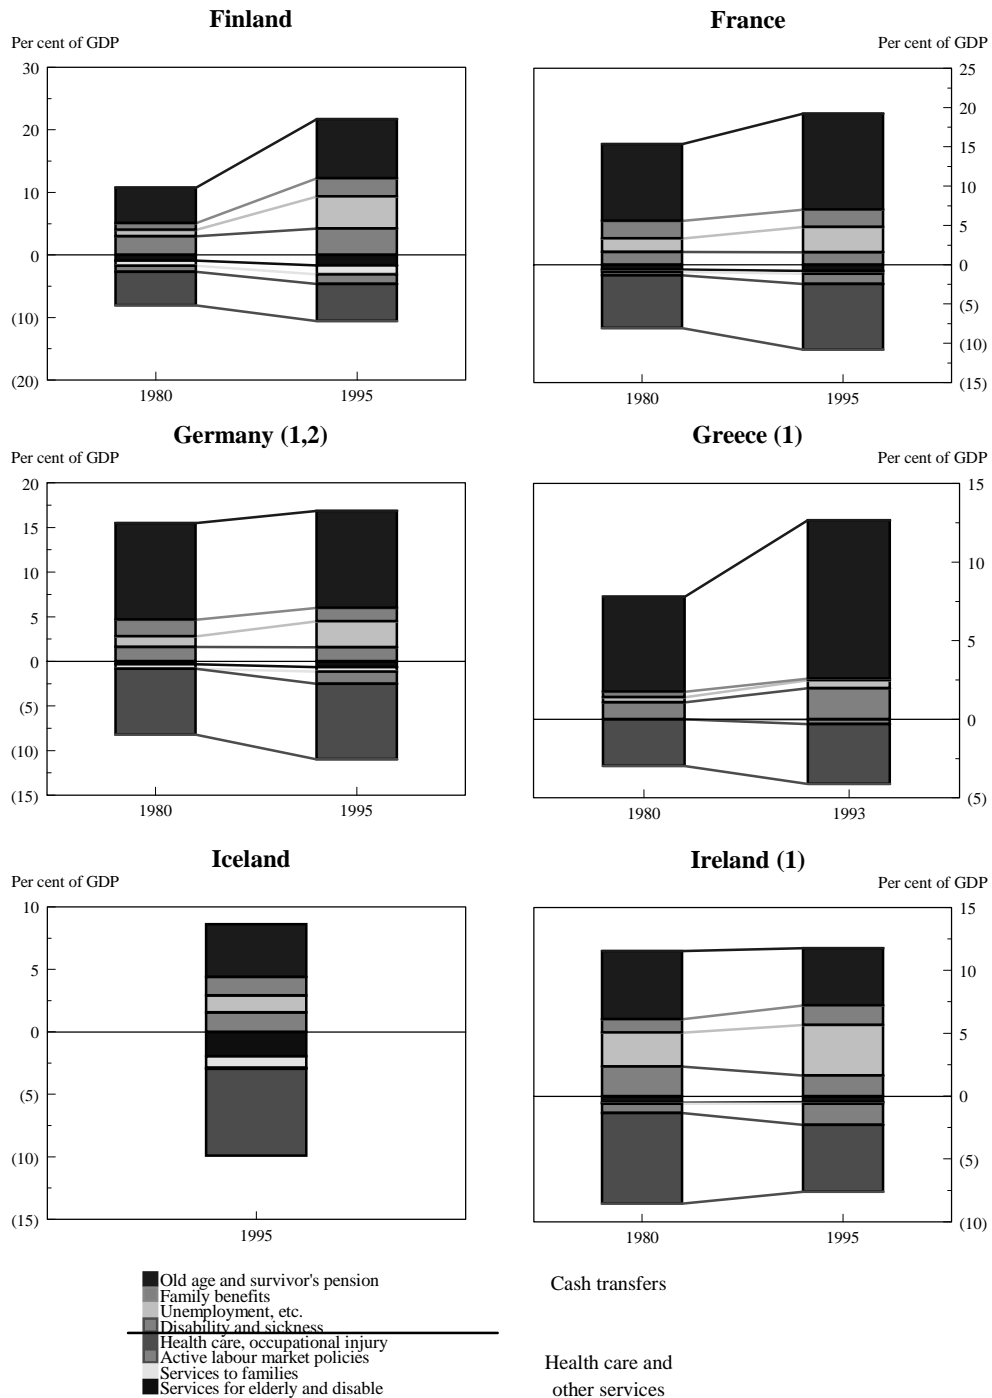 Finland
Per cent of GDP
30
20
10
0
(10)
(20)
1980
1995
France
Per cent of GDP
25
20
15
10
5
0
(5)
(10)
(15)
1980
1995
Germany (1,2)
Per cent of GDP
20
15
10
5
0
(5)
(10)
(15)
1980
1995
Greece (1)
Per cent of GDP
15
10
5
0
(5)
1980
1993
Iceland
Per cent of GDP
10
5
0
(5)
(10)
(15)
1995
Ireland (1)
Per cent of GDP
15
10
5
0
(5)
(10)
1980
1995
Old age and survivor's pension
Family benefits
Unemployment, etc.
Disability and sickness
Health care, occupational injury
Active labour market policies
Services to families
Services for elderly and disable
Cash transfers
Health care and
other services